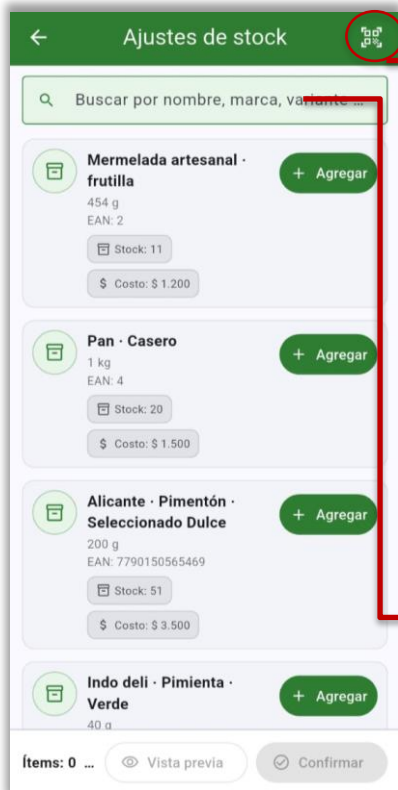 Ajustes de stock
Buscar por nombre, marca, variante ...
Mermelada artesanal ·
frutilla
+ Agregar
454 g
EAN: 2
Stock: 11
$ Costo: $ 1.200
Pan · Casero
+ Agregar
1 kg
EAN: 4
Stock: 20
$ Costo: $ 1.500
Alicante · Pimentón ·
Seleccionado Dulce
+ Agregar
200 g
EAN: 7790150565469
Stock: 51
$ Costo: $ 3.500
Indo deli · Pimienta ·
Verde
+ Agregar
40 g
Ítems: 0 ...
Vista previa
Confirmar